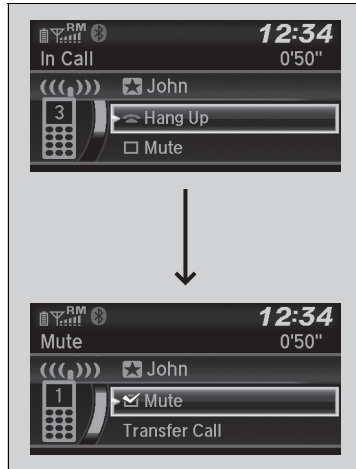 RM 12:34
In Call 0'50"
John
3
Hang Up
Mute
RM 12:34
Mute 0'50"
John
1
Mute
Transfer Call